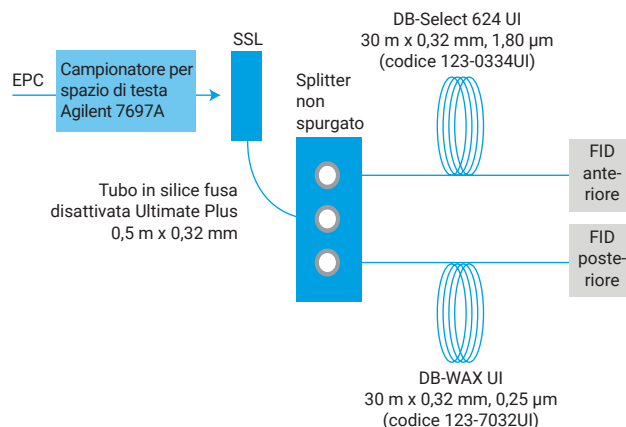 EPC
Campionatore per
spazio di testa
Agilent 7697A
SSL
Tubo in silice fusa
disattivata Ultimate Plus
0,5 m x 0,32 mm
Splitter
non
spurgato
DB-Select 624 UI
30 m x 0,32 mm, 1,80 µm
(codice 123-0334UI)
FID
ante-
riore
FID
poste-
riore
DB-WAX UI
30 m x 0,32 mm, 0,25 µm
(codice 123-7032UI)